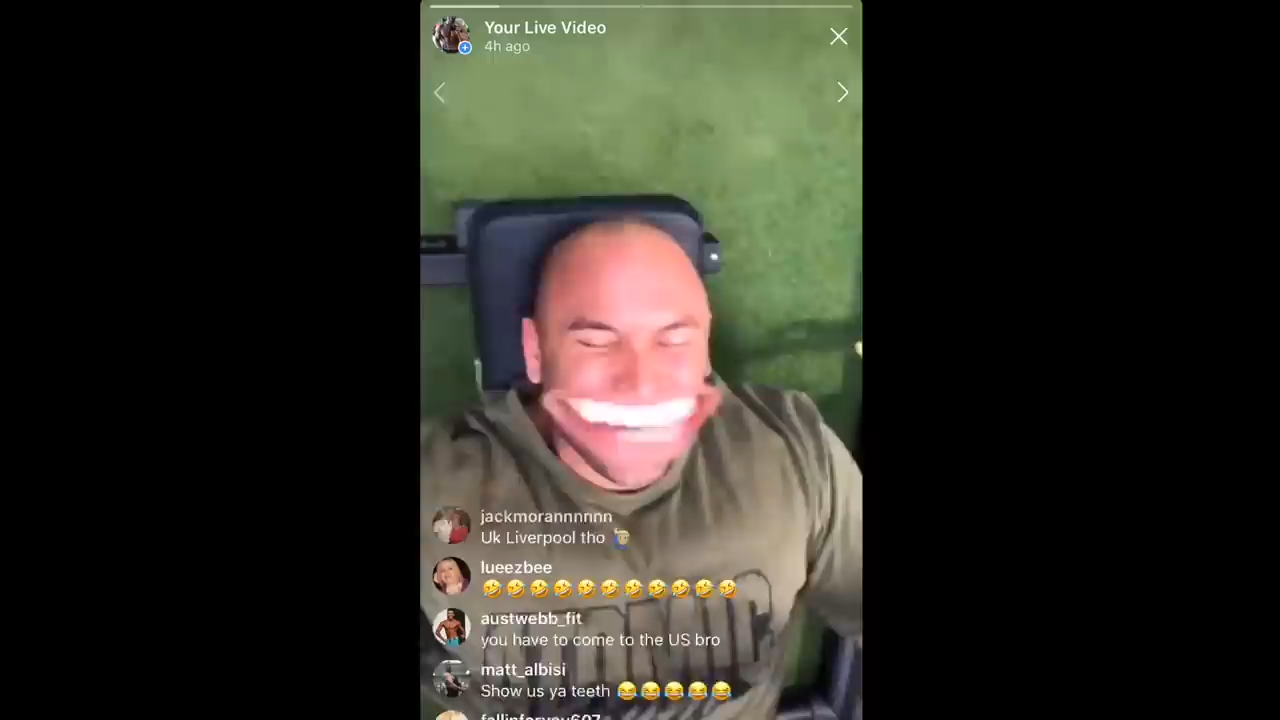 Your Live Video
4h ago
jackmorannnnnn
Uk Liverpool tho 🤷🏼‍♂️
lueezbee
🤣🤣🤣🤣🤣🤣🤣🤣🤣🤣🤣
austwebb_fit
you have to come to the US bro
matt_albisi
Show us ya teeth 😂😂😂😂😂